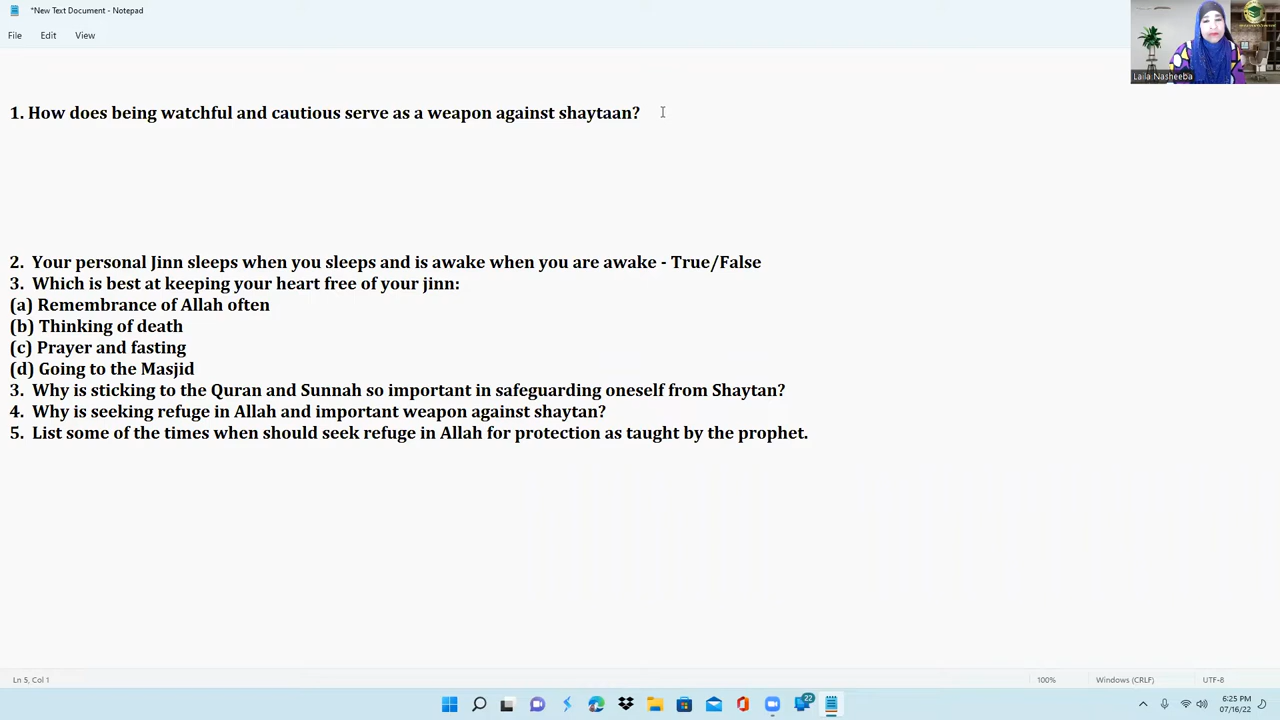 *New Text Document - Notepad
File Edit View
Laila Nasheeba
1. How does being watchful and cautious serve as a weapon against shaytaan?
2. Your personal Jinn sleeps when you sleeps and is awake when you are awake - True/False
3. Which is best at keeping your heart free of your jinn:
(a) Remembrance of Allah often
(b) Thinking of death
(c) Prayer and fasting
(d) Going to the Masjid
3. Why is sticking to the Quran and Sunnah so important in safeguarding oneself from Shaytan?
4. Why is seeking refuge in Allah and important weapon against shaytan?
5. List some of the times when should seek refuge in Allah for protection as taught by the prophet.
Ln 5, Col 1 100% Windows (CRLF) UTF-8
22
6:25 PM
07/16/22